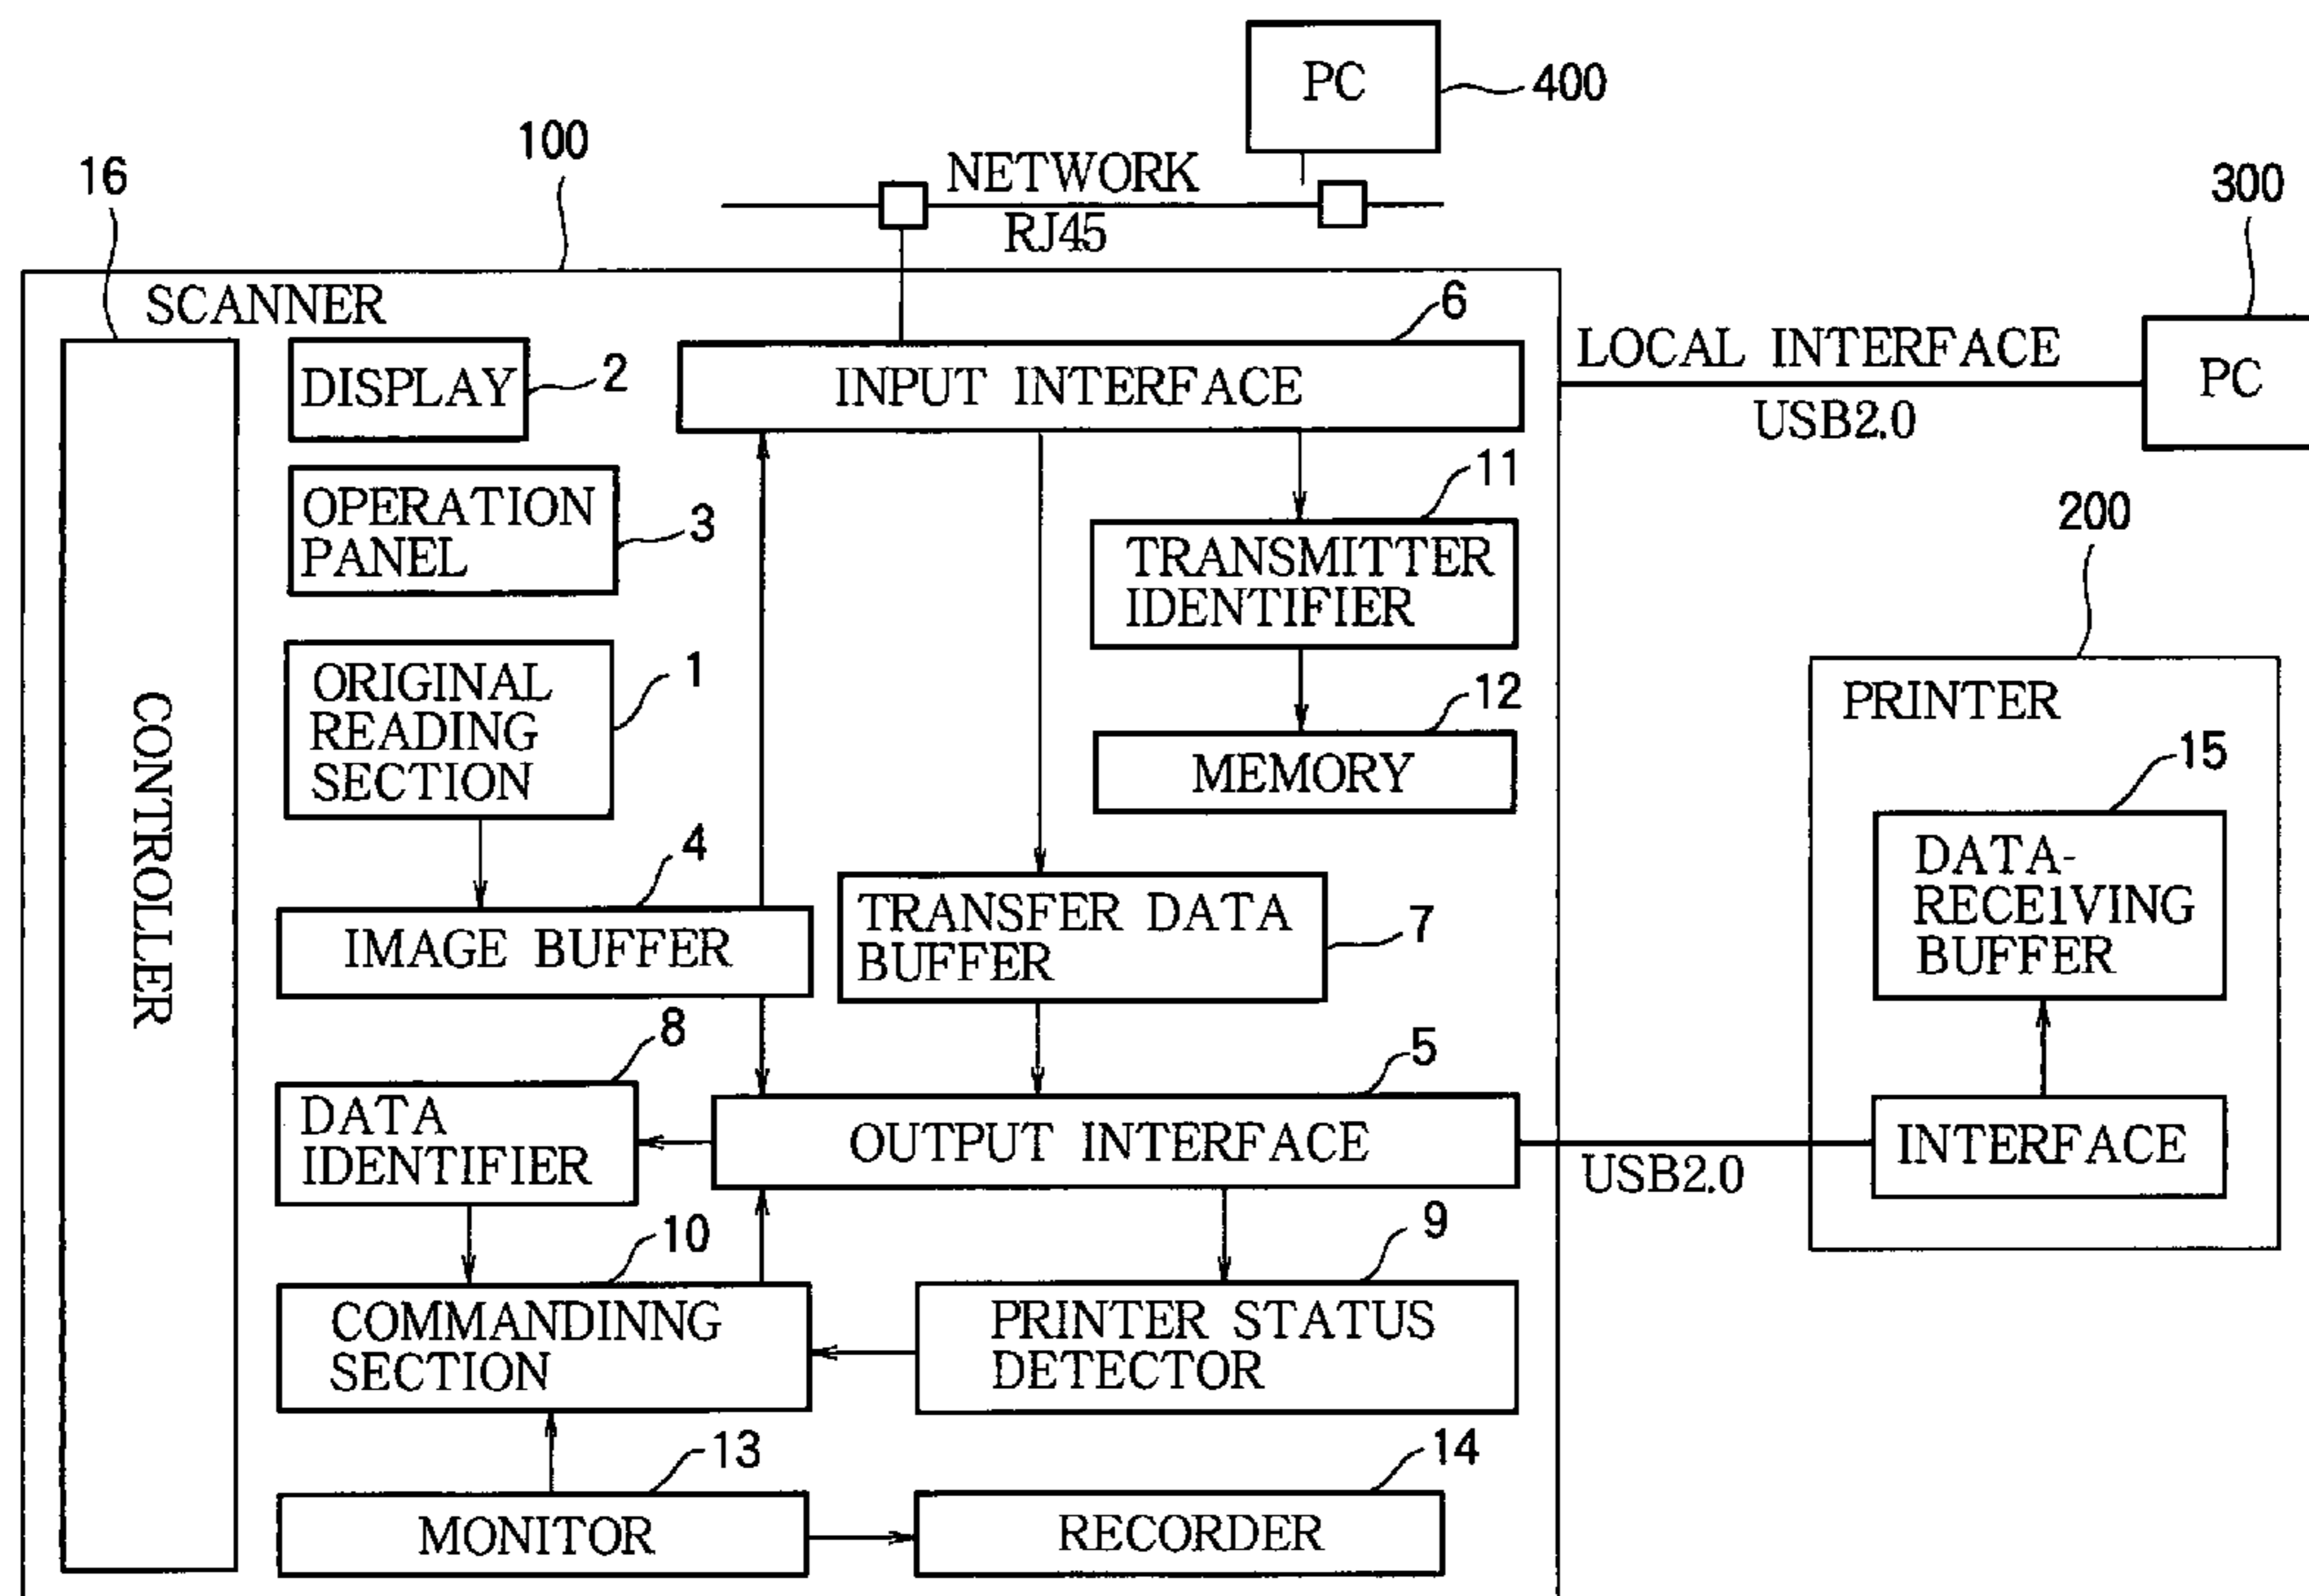 PC
400
100
NETWORK
RJ45
16
300
SCANNER
6
LOCAL INTERFACE
USB2.0
PC
DISPLAY
2
INPUT INTERFACE
OPERATION
PANEL
3
11
TRANSMITTER
IDENTIFIER
200
ORIGINAL
READING
SECTION
1
12
MEMORY
PRINTER
15
CONTROLLER
4
IMAGE BUFFER
TRANSFER DATA
BUFFER
7
DATA-
RECE1VING
BUFFER
8
DATA
IDENTIFIER
5
OUTPUT INTERFACE
USB2.0
INTERFACE
10
COMMANDINNG
SECTION
9
PRINTER STATUS
DETECTOR
13
MONITOR
14
RECORDER